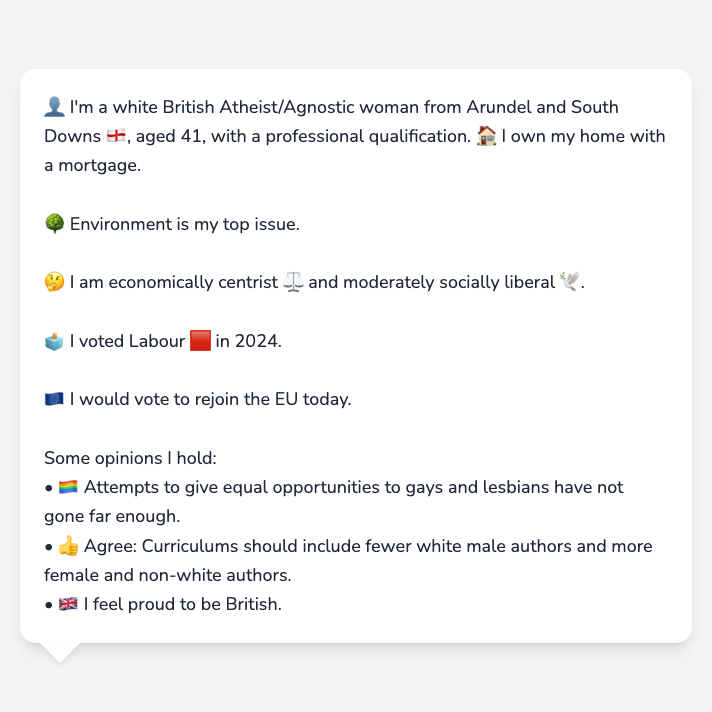 👤 I'm a white British Atheist/Agnostic woman from Arundel and South
Downs 🏴󠁧󠁢󠁥󠁮󠁧󠁿, aged 41, with a professional qualification. 🏠 I own my home with
a mortgage.
🌳 Environment is my top issue.
🤔 I am economically centrist ⚖️ and moderately socially liberal 🕊️.
🗳️ I voted Labour 🟥 in 2024.
🇪🇺 I would vote to rejoin the EU today.
Some opinions I hold:
• 🏳️‍🌈 Attempts to give equal opportunities to gays and lesbians have not
gone far enough.
• 👍 Agree: Curriculums should include fewer white male authors and more
female and non-white authors.
• 🇬🇧 I feel proud to be British.